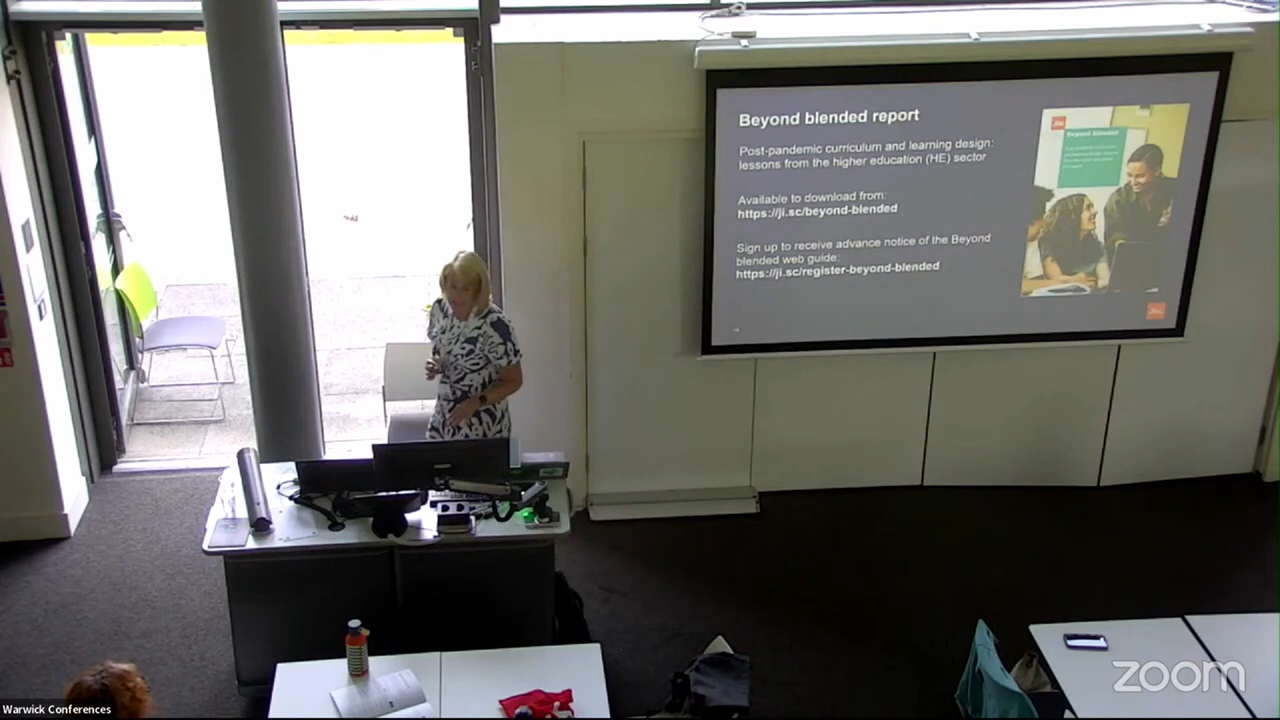 Beyond blended report
Post-pandemic curriculum and learning design:
lessons from the higher education (HE) sector
Available to download from:
https://ji.sc/beyond-blended
Sign up to receive advance notice of the Beyond
blended web guide:
https://ji.sc/register-beyond-blended
Jisc
Beyond blended
Jisc
zoom
Warwick Conferences